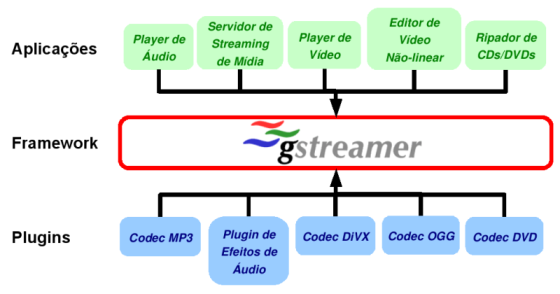 Aplicações
Player de
Áudio
Servidor de
Streaming
de Mídia
Player de
Vídeo
Editor de
Vídeo
Não-linear
Ripador de
CDs/DVDs
Framework
gstreamer
Plugins
Codec MP3
Plugin de
Efeitos de
Áudio
Codec DiVX
Codec OGG
Codec DVD